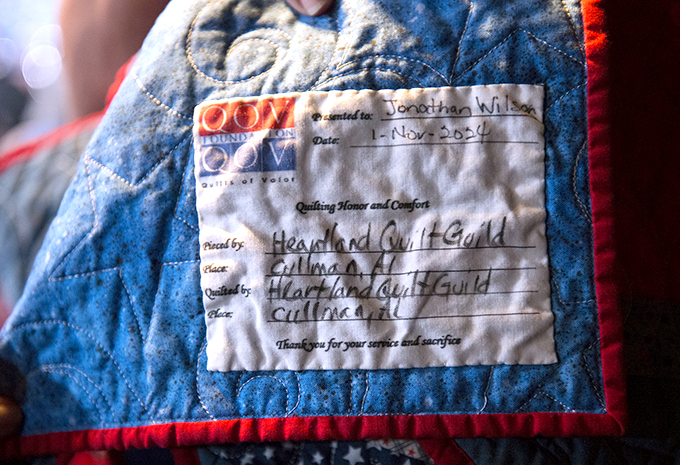 QOV
FOUNDATION
QOV
Quilts of Valor
Presented to: Jonathan Wilson
Date: 1-Nov-2024
Quilting Honor and Comfort
Pieced by: Heartland Quilt Guild
Place: Cullman, Al
Quilted by: Heartland Quilt Guild
Place: Cullman, AL
Thank you for your service and sacrifice